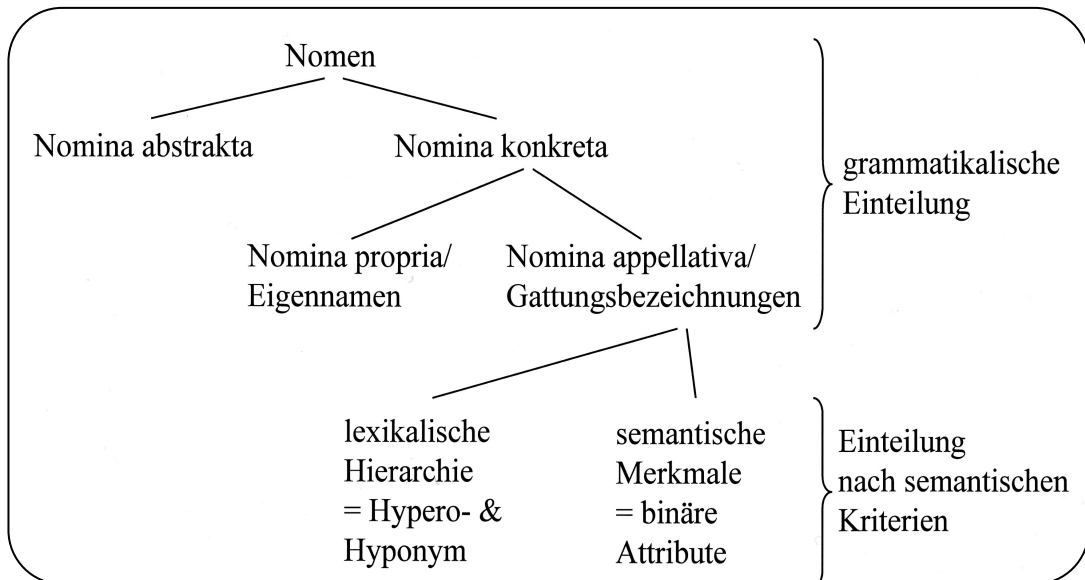 Nomen
Nomina abstrakta
Nomina konkreta
grammatikalische
Einteilung
Nomina propria/
Eigennamen
Nomina appellativa/
Gattungsbezeichnungen
lexikalische
Hierarchie
= Hypero- &
Hyponym
semantische
Merkmale
= binäre
Attribute
Einteilung
nach semantischen
Kriterien